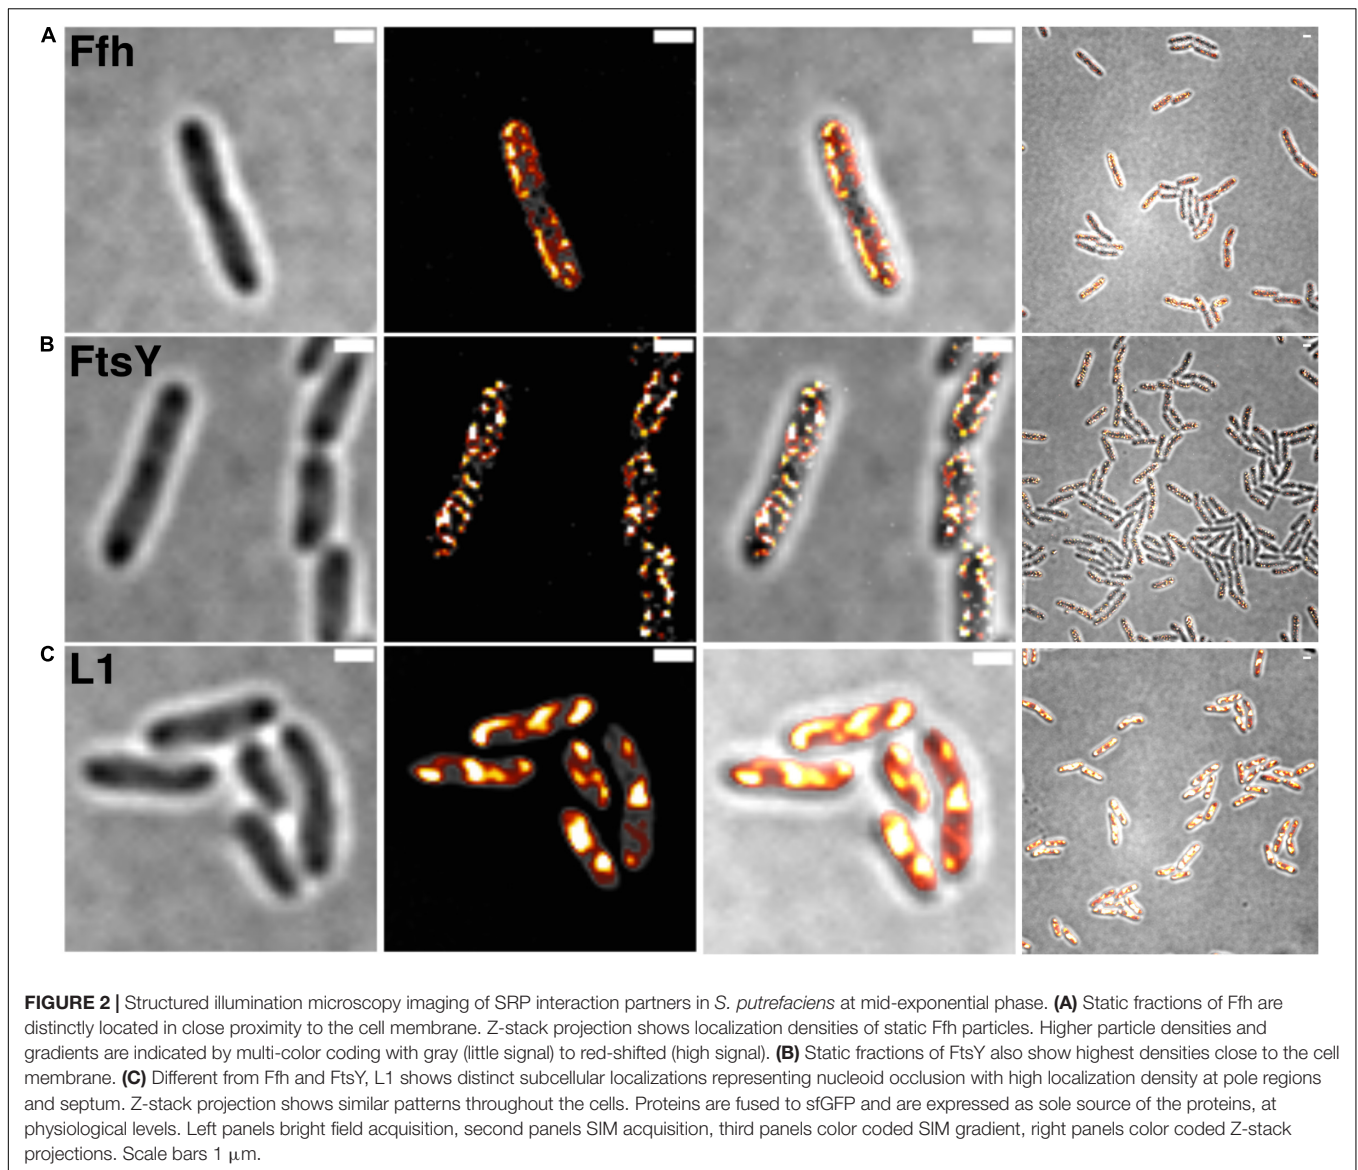 A
Ffh
B
FtsY
C
L1
FIGURE 2 | Structured illumination microscopy imaging of SRP interaction partners in S. putrefaciens at mid-exponential phase. (A) Static fractions of Ffh are
distinctly located in close proximity to the cell membrane. Z-stack projection shows localization densities of static Ffh particles. Higher particle densities and
gradients are indicated by multi-color coding with gray (little signal) to red-shifted (high signal). (B) Static fractions of FtsY also show highest densities close to the cell
membrane. (C) Different from Ffh and FtsY, L1 shows distinct subcellular localizations representing nucleoid occlusion with high localization density at pole regions
and septum. Z-stack projection shows similar patterns throughout the cells. Proteins are fused to sfGFP and are expressed as sole source of the proteins, at
physiological levels. Left panels bright field acquisition, second panels SIM acquisition, third panels color coded SIM gradient, right panels color coded Z-stack
projections. Scale bars 1 μm.